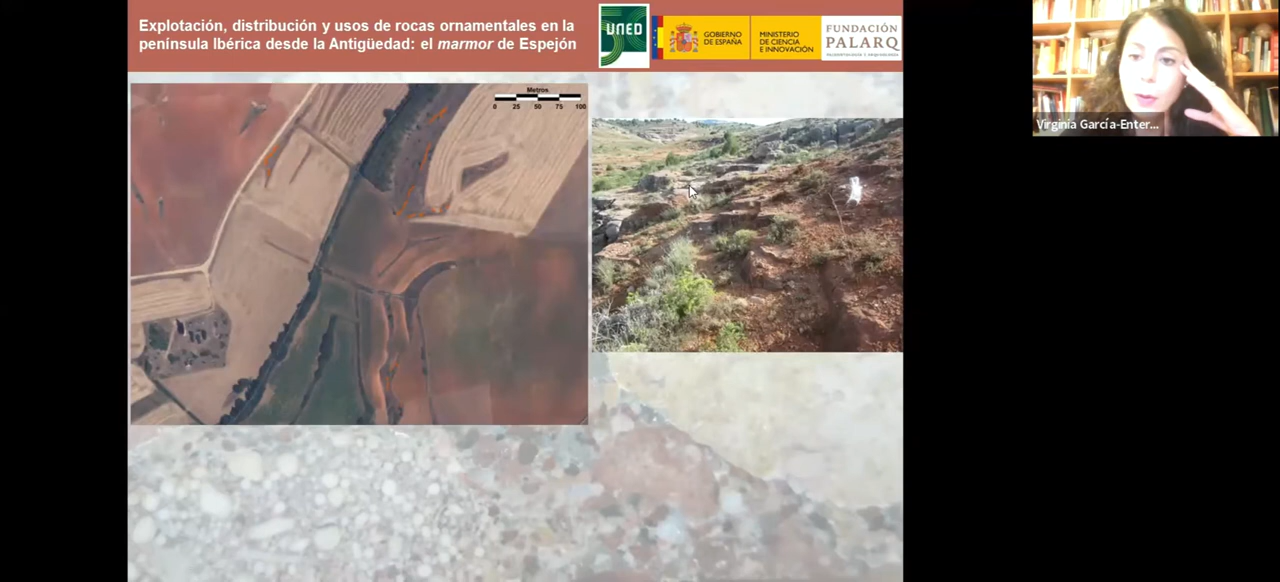 Explotación, distribución y usos de rocas ornamentales en la
península Ibérica desde la Antigüedad: el marmor de Espejón
UNED
GOBIERNO
DE ESPAÑA
MINISTERIO
DE CIENCIA
E INNOVACIÓN
FUNDACIÓN
PALARQ
Metros
0 25 50 75 100
Virginia García-Enter...